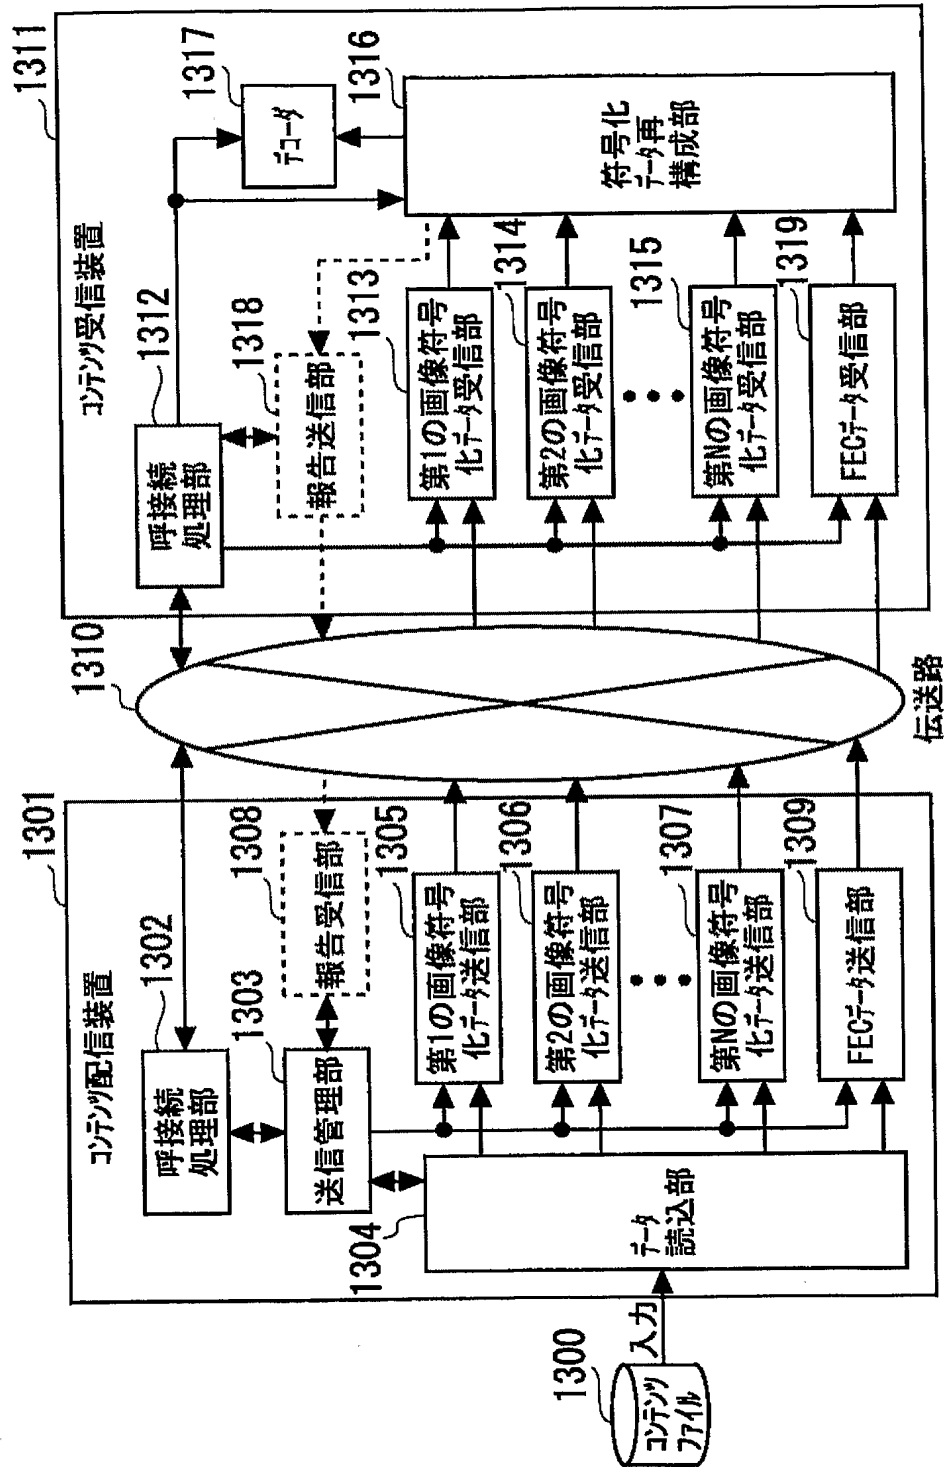 1301
コンテンツ配信装置
1302
呼接続
処理部
1303
送信管理部
1308
報告受信部
1304
データ
読込部
1305
第1の画像符号
化データ送信部
1306
第2の画像符号
化データ送信部
1307
第Nの画像符号
化データ送信部
1309
FECデータ送信部
1300
コンテンツ
ファイル
入力
1310
伝送路
1311
コンテンツ受信装置
1312
呼接続
処理部
1318
報告送信部
1313
第1の画像符号
化データ受信部
1314
第2の画像符号
化データ受信部
1315
第Nの画像符号
化データ受信部
1319
FECデータ受信部
1317
デコーダ
1316
符号化
データ再
構成部